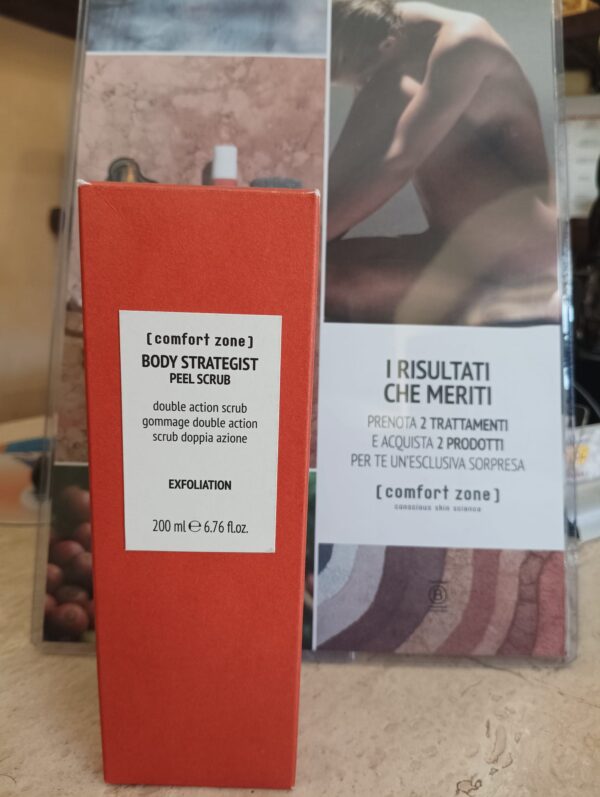 [ comfort zone ]
BODY STRATEGIST
PEEL SCRUB
double action scrub
gommage double action
scrub doppia azione
EXFOLIATION
200 ml ℮ 6.76 fl.oz.
I RISULTATI
CHE MERITI
PRENOTA 2 TRATTAMENTI
E ACQUISTA 2 PRODOTTI
PER TE UN'ESCLUSIVA SORPRESA
[ comfort zone ]
conscious skin science
B